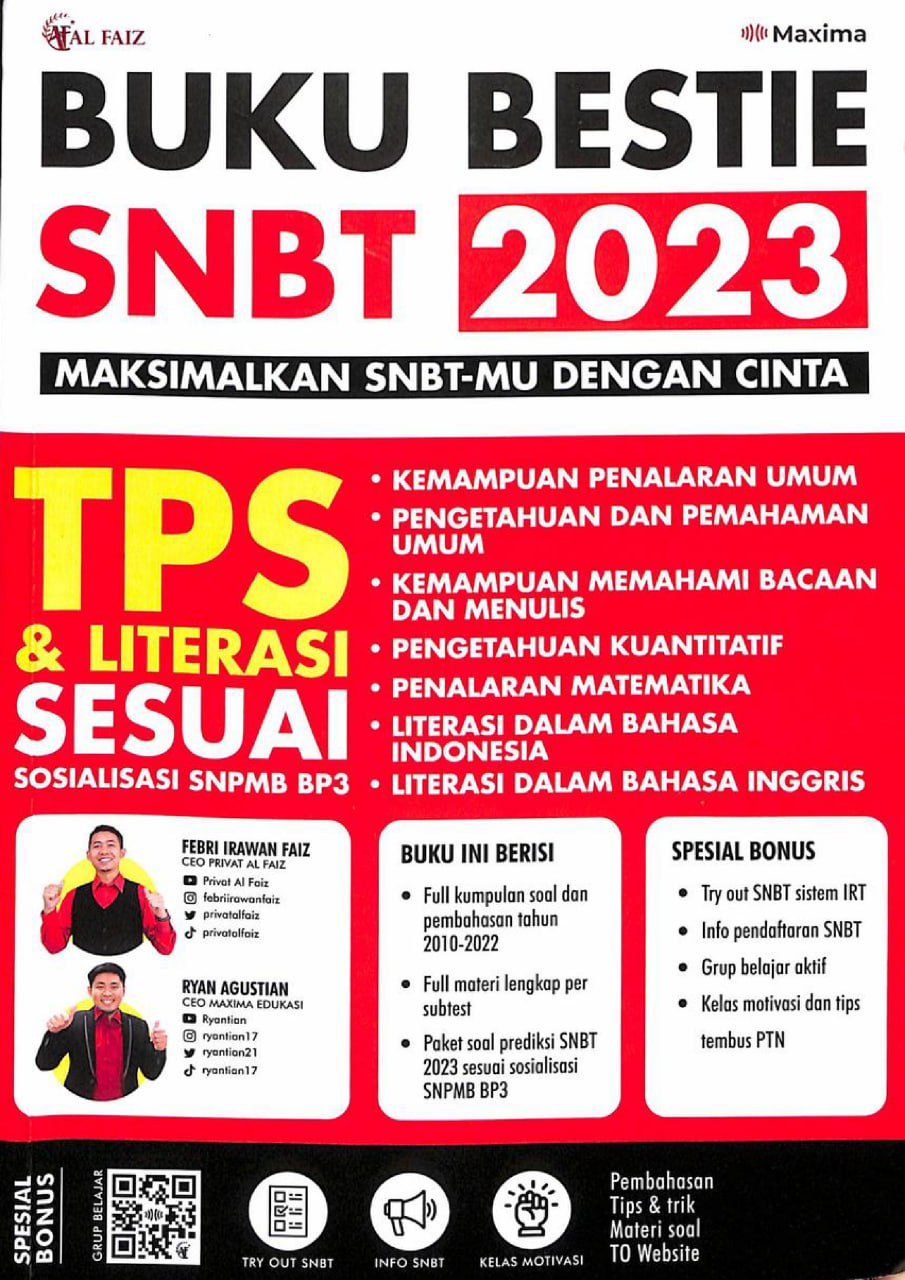 AL FAIZ
Maxima
BUKU BESTIE
SNBT 2023
MAKSIMALKAN SNBT-MU DENGAN CINTA
TPS
& LITERASI
SESUAI
SOSIALISASI SNPMB BP3
• KEMAMPUAN PENALARAN UMUM
• PENGETAHUAN DAN PEMAHAMAN
UMUM
• KEMAMPUAN MEMAHAMI BACAAN
DAN MENULIS
• PENGETAHUAN KUANTITATIF
• PENALARAN MATEMATIKA
• LITERASI DALAM BAHASA
INDONESIA
• LITERASI DALAM BAHASA INGGRIS
FEBRI IRAWAN FAIZ
CEO PRIVAT AL FAIZ
Privat Al Faiz
febriirawanfaiz
privatalfaiz
privatalfaiz
RYAN AGUSTIAN
CEO MAXIMA EDUKASI
Ryantian
ryantian17
ryantian21
ryantian17
BUKU INI BERISI
• Full kumpulan soal dan
pembahasan tahun
2010-2022
• Full materi lengkap per
subtest
• Paket soal prediksi SNBT
2023 sesuai sosialisasi
SNPMB BP3
SPESIAL BONUS
• Try out SNBT sistem IRT
• Info pendaftaran SNBT
• Grup belajar aktif
• Kelas motivasi dan tips
tembus PTN
SPESIAL
BONUS
GRUP BELAJAR
TRY OUT SNBT
INFO SNBT
KELAS MOTIVASI
Pembahasan
Tips & trik
Materi soal
TO Website